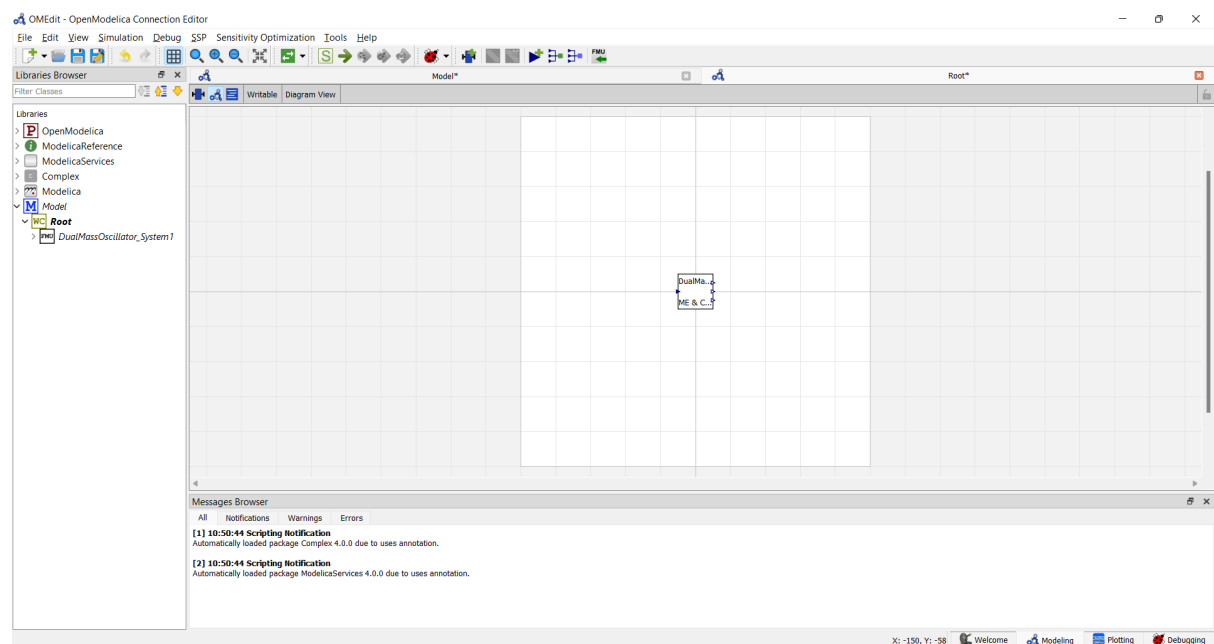 OMEdit - OpenModelica Connection Editor
File Edit View Simulation Debug SSP Sensitivity Optimization Tools Help
S
FMU
Libraries Browser
Model*
Root*
Filter Classes
Writable Diagram View
Libraries
P OpenModelica
i ModelicaReference
ModelicaServices
C Complex
Modelica
M Model
WC Root
FMU DualMassOscillator_System1
DualMa...
ME & C...
Messages Browser
All Notifications Warnings Errors
[1] 10:50:44 Scripting Notification
Automatically loaded package Complex 4.0.0 due to uses annotation.
[2] 10:50:44 Scripting Notification
Automatically loaded package ModelicaServices 4.0.0 due to uses annotation.
X: -150, Y: -58 Welcome Modeling Plotting Debugging